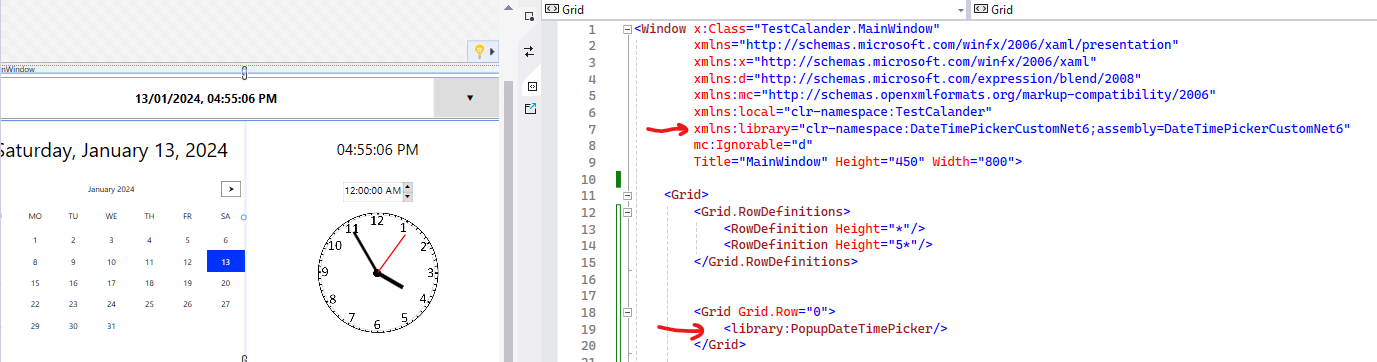 nWindow
13/01/2024, 04:55:06 PM
Saturday, January 13, 2024
January 2024
MO TU WE TH FR SA
1 2 3 4 5 6
8 9 10 11 12 13
15 16 17 18 19 20
22 23 24 25 26 27
29 30 31
04:55:06 PM
12:00:00 AM
12
1
2
3
4
5
6
7
8
9
10
11
Grid
Grid
1 <Window x:Class="TestCalander.MainWindow"
2 xmlns="http://schemas.microsoft.com/winfx/2006/xaml/presentation"
3 xmlns:x="http://schemas.microsoft.com/winfx/2006/xaml"
4 xmlns:d="http://schemas.microsoft.com/expression/blend/2008"
5 xmlns:mc="http://schemas.openxmlformats.org/markup-compatibility/2006"
6 xmlns:local="clr-namespace:TestCalander"
7 xmlns:library="clr-namespace:DateTimePickerCustomNet6;assembly=DateTimePickerCustomNet6"
8 mc:Ignorable="d"
9 Title="MainWindow" Height="450" Width="800">
10
11 <Grid>
12 <Grid.RowDefinitions>
13 <RowDefinition Height="*"/>
14 <RowDefinition Height="5*"/>
15 </Grid.RowDefinitions>
16
17
18 <Grid Grid.Row="0">
19 <library:PopupDateTimePicker/>
20 </Grid>